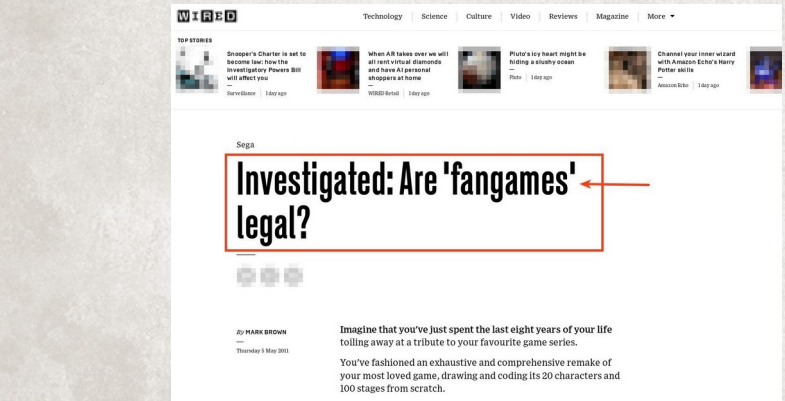 WIRED
Technology Science Culture Video Reviews Magazine More
TOP STORIES
Snooper's Charter is set to
become law: how the
Investigatory Powers Bill
will affect you
Surveillance 1 day ago
When AR takes over we will
all rent virtual diamonds
and have AI personal
shoppers at home
WIRED Retail 1 day ago
Pluto's icy heart might be
hiding a slushy ocean
Pluto 1 day ago
Channel your inner wizard
with Amazon Echo's Harry
Potter skills
Amazon Echo 1 day ago
Sega
Investigated: Are 'fangames'
legal?
By MARK BROWN
Thursday 5 May 2011
Imagine that you've just spent the last eight years of your life
toiling away at a tribute to your favourite game series.
You've fashioned an exhaustive and comprehensive remake of
your most loved game, drawing and coding its 20 characters and
100 stages from scratch.